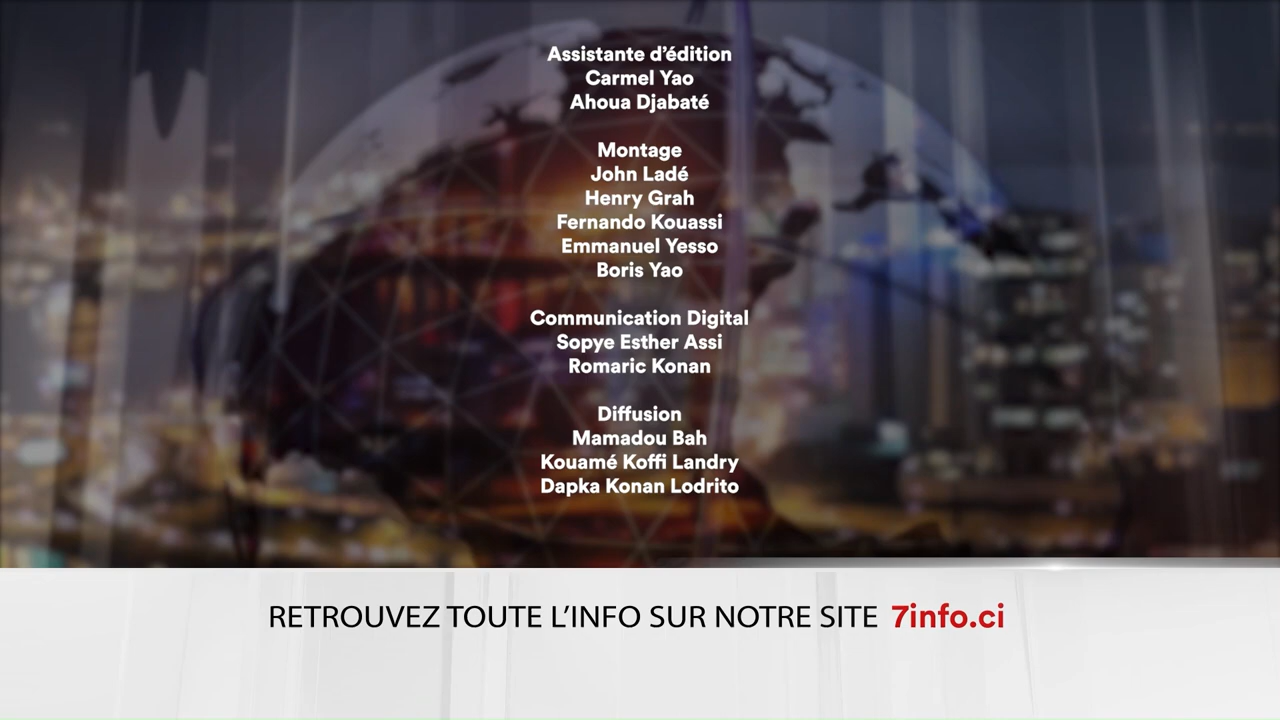 Assistante d'édition
Carmel Yao
Ahoua Djabaté
Montage
John Ladé
Henry Grah
Fernando Kouassi
Emmanuel Yesso
Boris Yao
Communication Digital
Sopye Esther Assi
Romaric Konan
Diffusion
Mamadou Bah
Kouamé Koffi Landry
Dapka Konan Lodrito
RETROUVEZ TOUTE L'INFO SUR NOTRE SITE 7info.ci